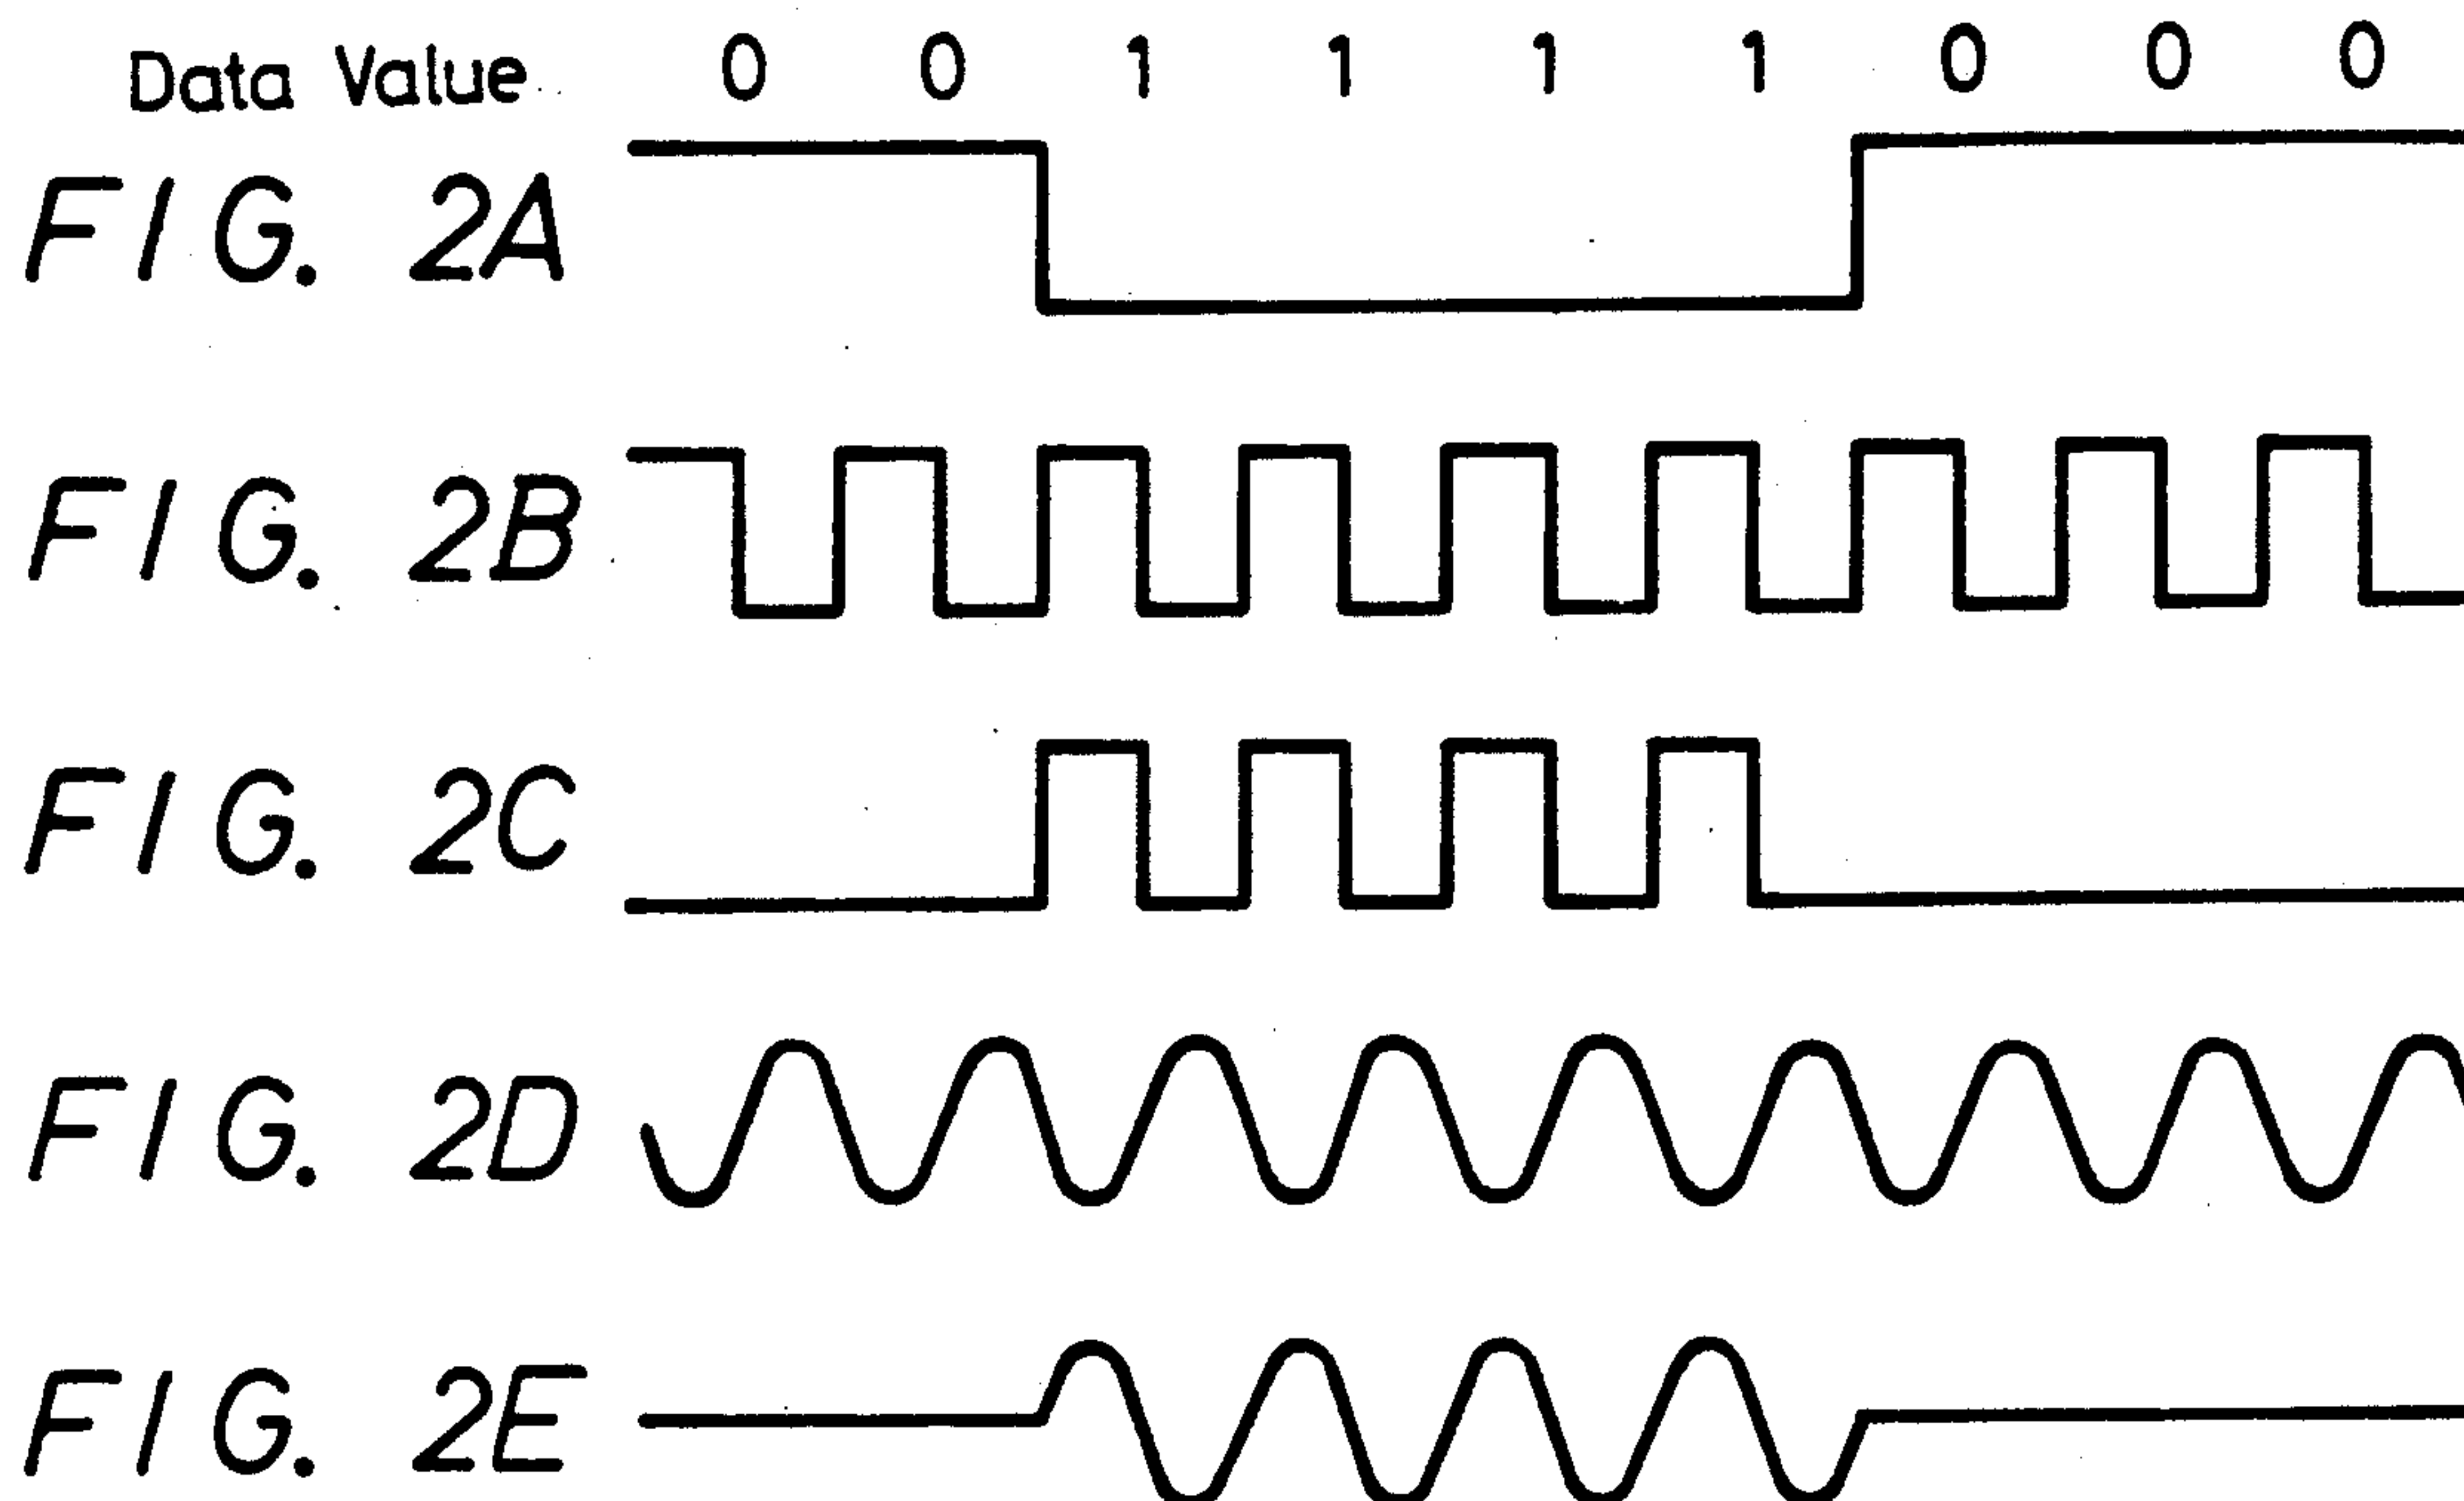 Data Value 0 0 1 1 1 1 0 0 0
FIG. 2A
FIG. 2B
FIG. 2C
FIG. 2D
FIG. 2E